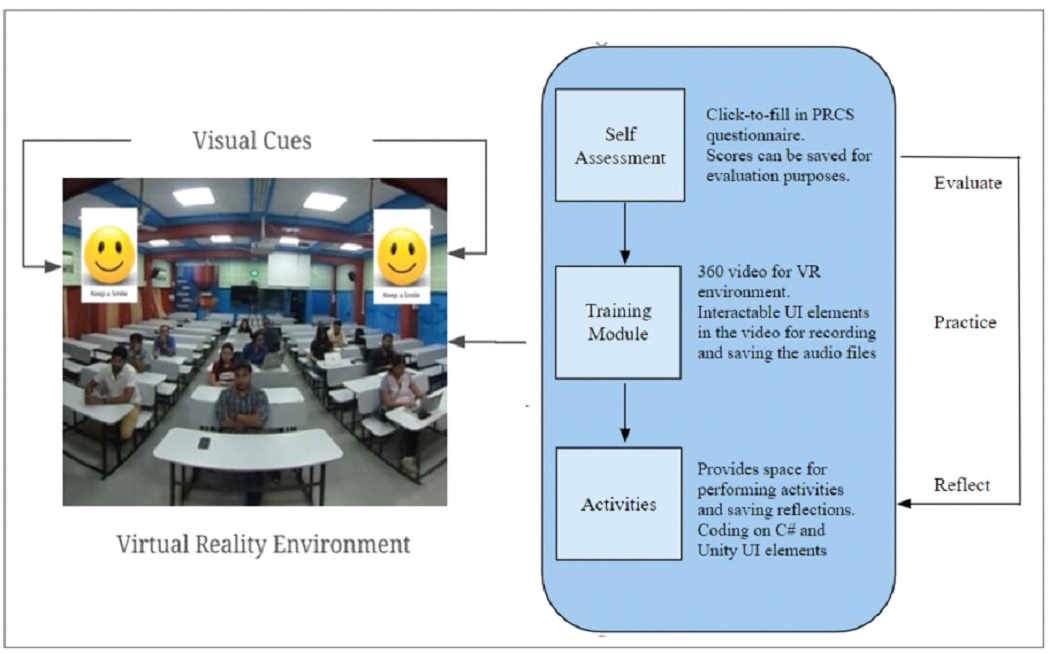 Visual Cues
Keep a Smile
Keep a Smile
Virtual Reality Environment
Self
Assessment
Click-to-fill in PRCS
questionnaire.
Scores can be saved for
evaluation purposes.
Training
Module
360 video for VR
environment.
Interactable UI elements
in the video for recording
and saving the audio files
Activities
Provides space for
performing activities
and saving reflections.
Coding on C# and
Unity UI elements
Evaluate
Practice
Reflect